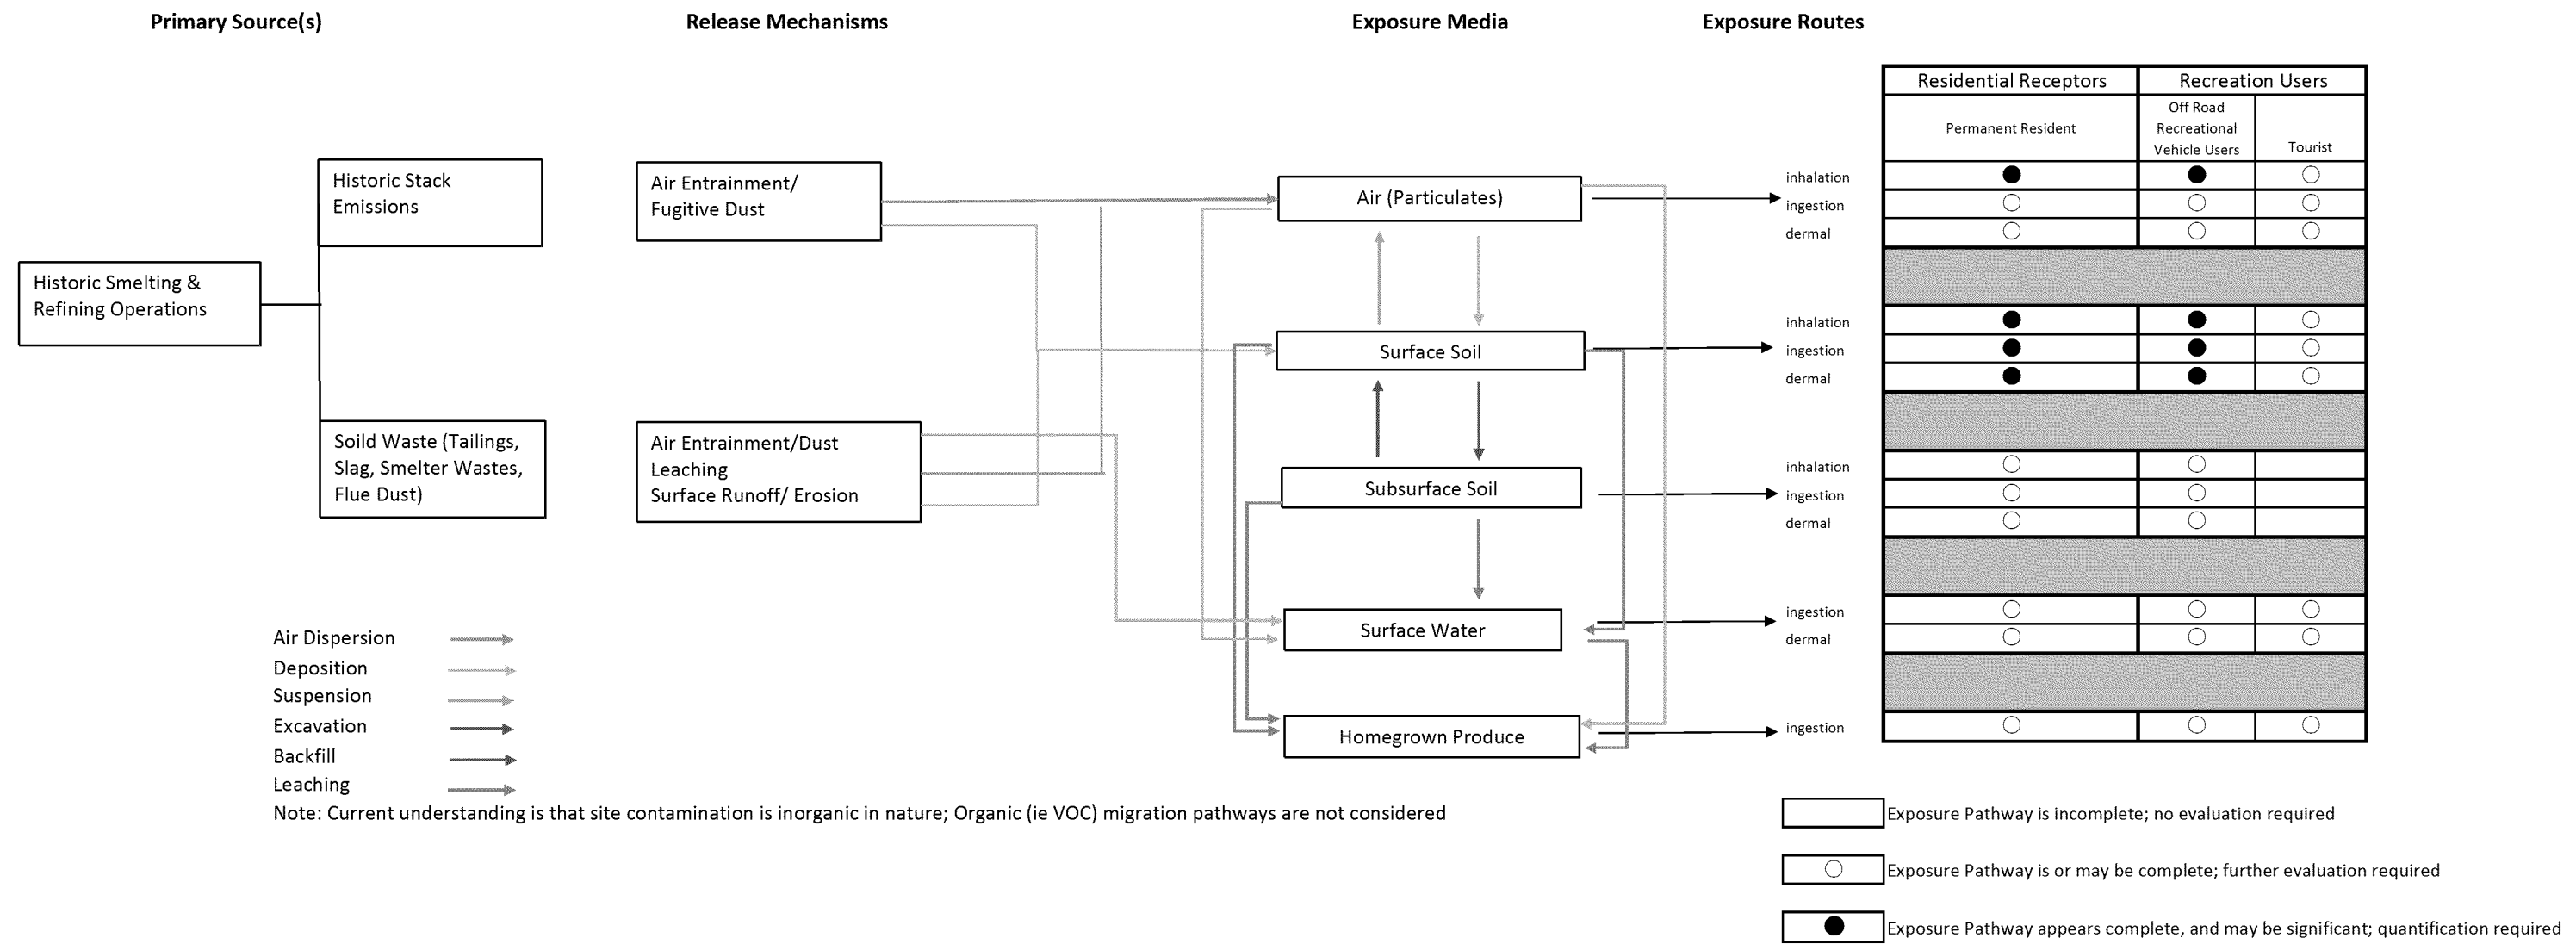 Primary Source(s)
Release Mechanisms
Exposure Media
Exposure Routes
Residential Receptors
Recreation Users
Permanent Resident
Off Road
Recreational
Vehicle Users
Tourist
Historic Stack
Emissions
Historic Smelting &
Refining Operations
Soild Waste (Tailings,
Slag, Smelter Wastes,
Flue Dust)
Air Entrainment/
Fugitive Dust
Air Entrainment/Dust
Leaching
Surface Runoff/ Erosion
Air (Particulates)
inhalation
ingestion
dermal
Surface Soil
inhalation
ingestion
dermal
Subsurface Soil
inhalation
ingestion
dermal
Surface Water
ingestion
dermal
Homegrown Produce
ingestion
Air Dispersion
Deposition
Suspension
Excavation
Backfill
Leaching
Note: Current understanding is that site contamination is inorganic in nature; Organic (ie VOC) migration pathways are not considered
Exposure Pathway is incomplete; no evaluation required
Exposure Pathway is or may be complete; further evaluation required
Exposure Pathway appears complete, and may be significant; quantification required